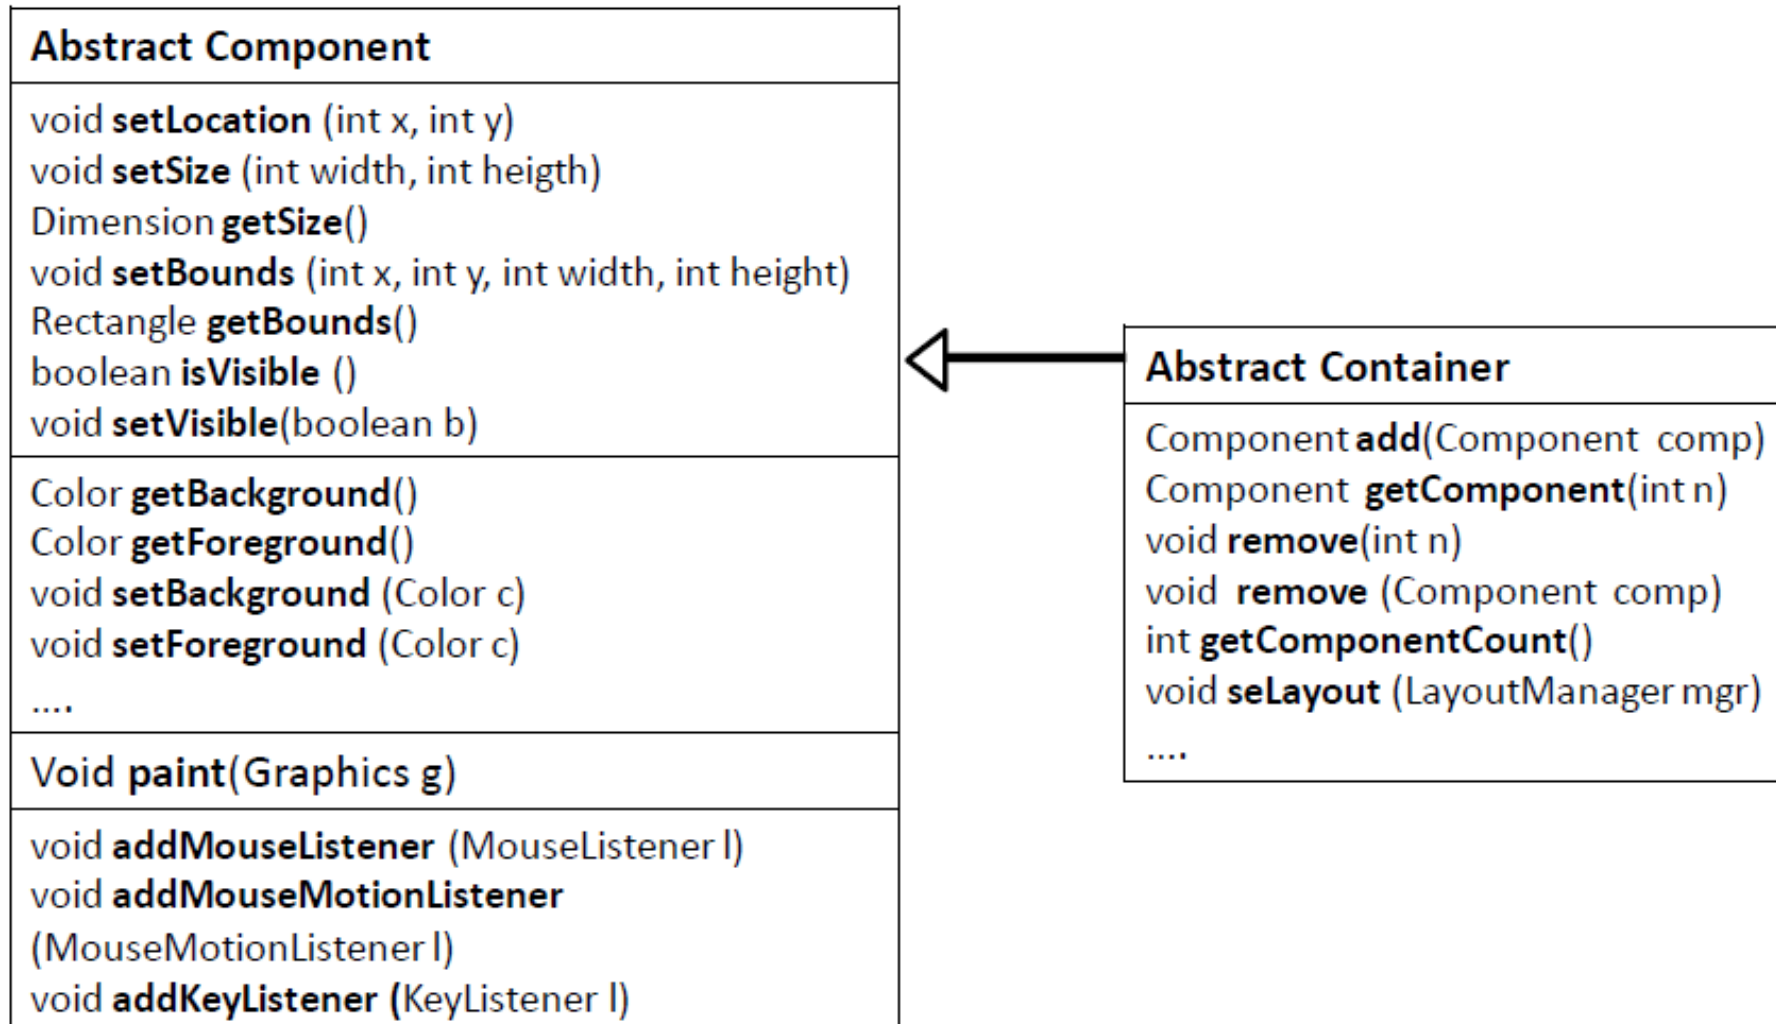 Abstract Component
void setLocation (int x, int y)
void setSize (int width, int heigth)
Dimension getSize()
void setBounds (int x, int y, int width, int height)
Rectangle getBounds()
boolean isVisible ()
void setVisible(boolean b)
Color getBackground()
Color getForeground()
void setBackground (Color c)
void setForeground (Color c)
....
Void paint(Graphics g)
void addMouseListener (MouseListener l)
void addMouseMotionListener
(MouseMotionListener l)
void addKeyListener (KeyListener l)
Abstract Container
Component add(Component comp)
Component getComponent(int n)
void remove(int n)
void remove (Component comp)
int getComponentCount()
void seLayout (LayoutManager mgr)
....